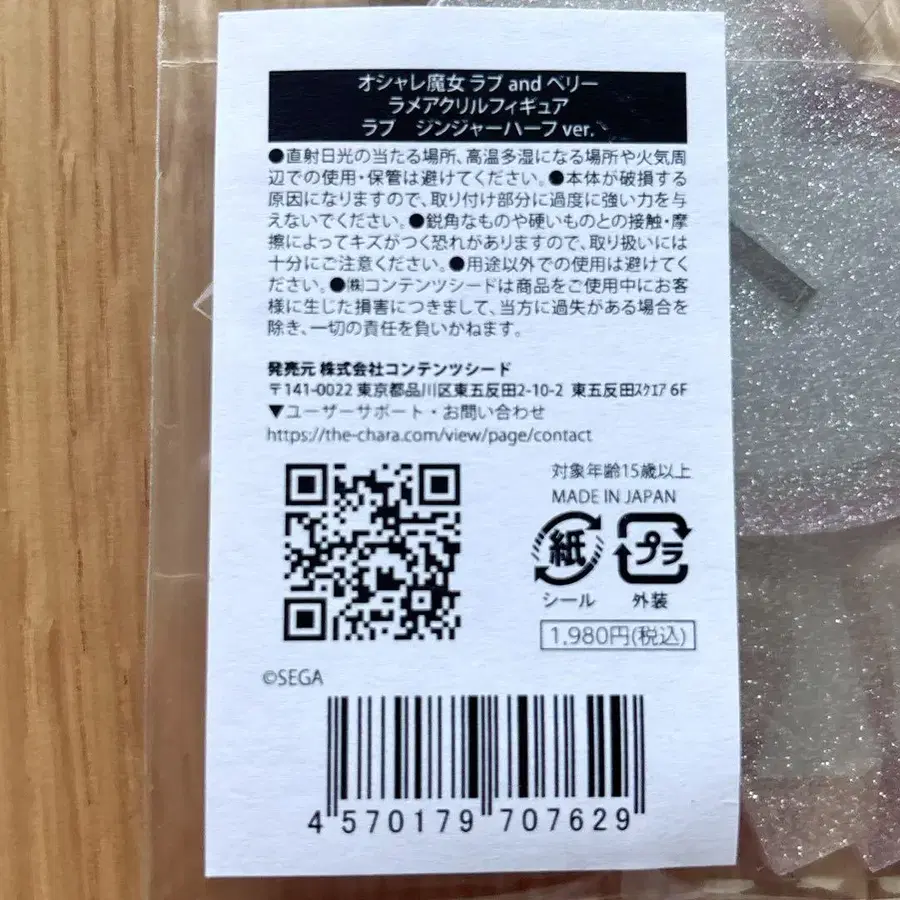 オシャレ魔女 ラブ and ベリー
ラメアクリルフィギュア
ラブ　ジンジャーハーフ ver.
●直射日光の当たる場所、高温多湿になる場所や火気周
辺での使用・保管は避けてください。●本体が破損する
原因になりますので、取り付け部分に過度に強い力を与
えないでください。●鋭角なものや硬いものとの接触・摩
擦によってキズがつく恐れがありますので、取り扱いには
十分にご注意ください。●用途以外での使用は避けてく
ださい。●㈱コンテンツシードは商品をご使用中にお客
様に生じた損害につきまして、当方に過失がある場合を
除き、一切の責任を負いかねます。
発売元 株式会社コンテンツシード
〒141-0022 東京都品川区東五反田2-10-2 東五反田ｽｸｴｱ 6F
▼ユーザーサポート・お問い合わせ
https://the-chara.com/view/page/contact
対象年齢15歳以上
MADE IN JAPAN
紙 プラ
シール 外装
1,980円(税込)
©SEGA
4 570179 707629